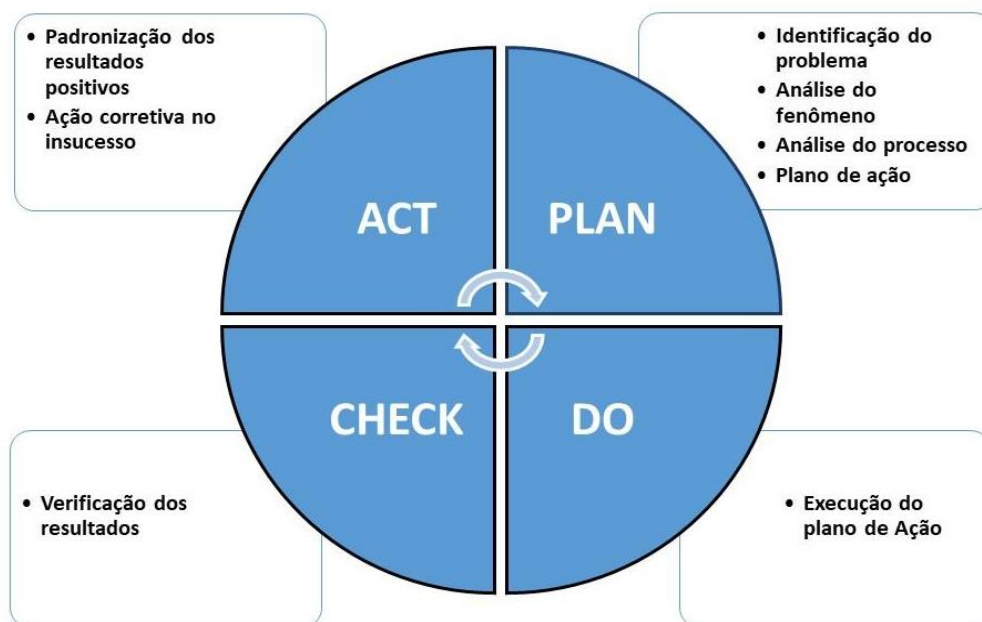 • Padronização dos
resultados
positivos
• Ação corretiva no
insucesso
• Identificação do
problema
• Análise do
fenômeno
• Análise do processo
• Plano de ação
ACT
PLAN
CHECK
DO
• Verificação dos
resultados
• Execução do
plano de Ação